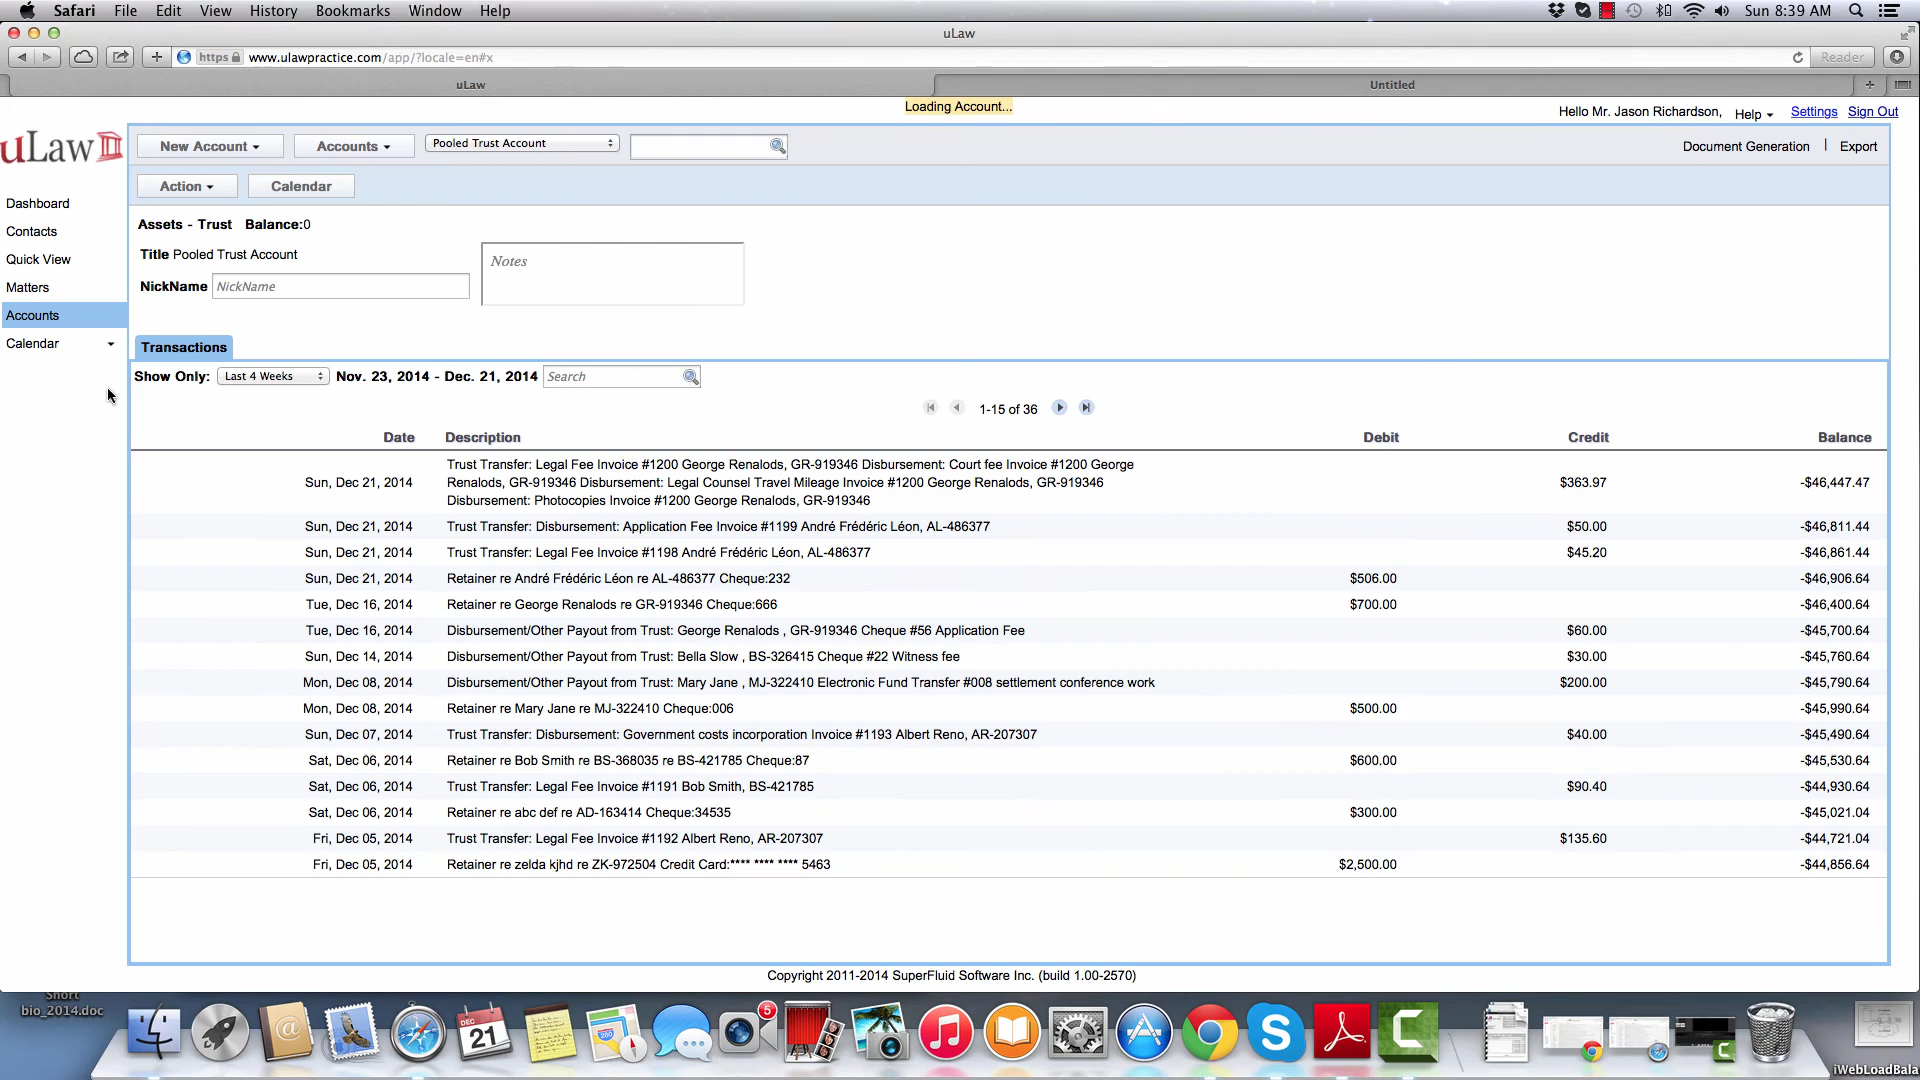 Safari File Edit View History Bookmarks Window Help Sun 8:39 AM
uLaw
https www.ulawpractice.com/app/?locale=en#x Reader
uLaw Untitled
Loading Account...
Hello Mr. Jason Richardson, Help Settings Sign Out
uLaw
New Account Accounts Pooled Trust Account Document Generation | Export
Action Calendar
Dashboard
Contacts
Quick View
Matters
Accounts
Calendar
Assets - Trust Balance:0
Title Pooled Trust Account
Notes
NickName NickName
Transactions
Show Only: Last 4 Weeks Nov. 23, 2014 - Dec. 21, 2014 Search
1-15 of 36
Date Description Debit Credit Balance
Trust Transfer: Legal Fee Invoice #1200 George Renalods, GR-919346 Disbursement: Court fee Invoice #1200 George
Sun, Dec 21, 2014 Renalods, GR-919346 Disbursement: Legal Counsel Travel Mileage Invoice #1200 George Renalods, GR-919346 $363.97 -$46,447.47
Disbursement: Photocopies Invoice #1200 George Renalods, GR-919346
Sun, Dec 21, 2014 Trust Transfer: Disbursement: Application Fee Invoice #1199 André Frédéric Léon, AL-486377 $50.00 -$46,811.44
Sun, Dec 21, 2014 Trust Transfer: Legal Fee Invoice #1198 André Frédéric Léon, AL-486377 $45.20 -$46,861.44
Sun, Dec 21, 2014 Retainer re André Frédéric Léon re AL-486377 Cheque:232 $506.00 -$46,906.64
Tue, Dec 16, 2014 Retainer re George Renalods re GR-919346 Cheque:666 $700.00 -$46,400.64
Tue, Dec 16, 2014 Disbursement/Other Payout from Trust: George Renalods , GR-919346 Cheque #56 Application Fee $60.00 -$45,700.64
Sun, Dec 14, 2014 Disbursement/Other Payout from Trust: Bella Slow , BS-326415 Cheque #22 Witness fee $30.00 -$45,760.64
Mon, Dec 08, 2014 Disbursement/Other Payout from Trust: Mary Jane , MJ-322410 Electronic Fund Transfer #008 settlement conference work $200.00 -$45,790.64
Mon, Dec 08, 2014 Retainer re Mary Jane re MJ-322410 Cheque:006 $500.00 -$45,990.64
Sun, Dec 07, 2014 Trust Transfer: Disbursement: Government costs incorporation Invoice #1193 Albert Reno, AR-207307 $40.00 -$45,490.64
Sat, Dec 06, 2014 Retainer re Bob Smith re BS-368035 re BS-421785 Cheque:87 $600.00 -$45,530.64
Sat, Dec 06, 2014 Trust Transfer: Legal Fee Invoice #1191 Bob Smith, BS-421785 $90.40 -$44,930.64
Sat, Dec 06, 2014 Retainer re abc def re AD-163414 Cheque:34535 $300.00 -$45,021.04
Fri, Dec 05, 2014 Trust Transfer: Legal Fee Invoice #1192 Albert Reno, AR-207307 $135.60 -$44,721.04
Fri, Dec 05, 2014 Retainer re zelda kjhd re ZK-972504 Credit Card:**** **** **** 5463 $2,500.00 -$44,856.64
Copyright 2011-2014 SuperFluid Software Inc. (build 1.00-2570)
Short
bio_2014.doc
DEC
21
280
5
iWebLoadBala